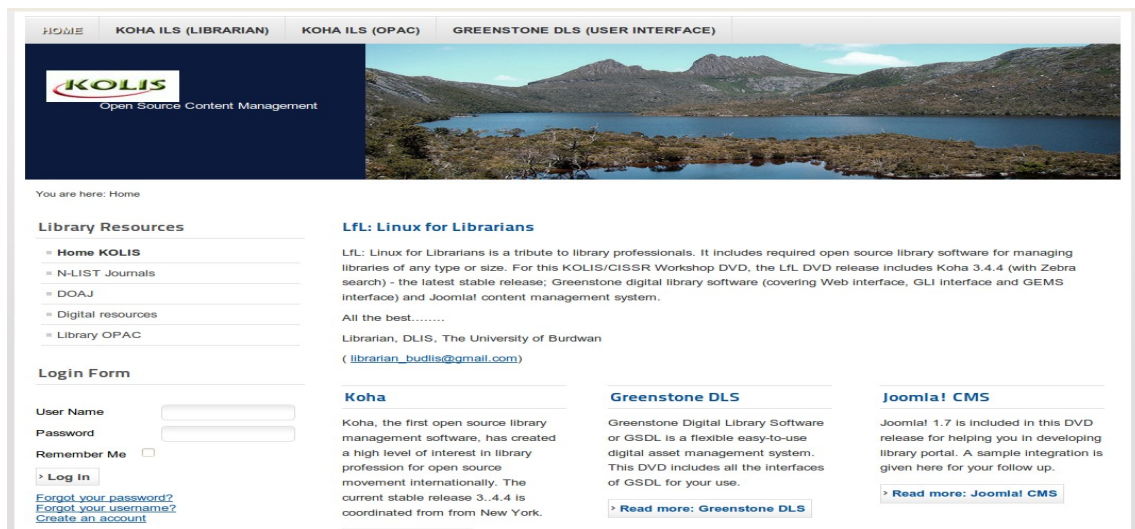 HOME KOHA ILS (LIBRARIAN) KOHA ILS (OPAC) GREENSTONE DLS (USER INTERFACE)
KOLIS
Open Source Content Management
You are here: Home
Library Resources
Home KOLIS
N-LIST Journals
DOAJ
Digital resources
Library OPAC
Login Form
User Name
Password
Remember Me
Log In
Forgot your password?
Forgot your username?
Create an account
LfL: Linux for Librarians
LfL: Linux for Librarians is a tribute to library professionals. It includes required open source library software for managing
libraries of any type or size. For this KOLIS/CISSR Workshop DVD, the LfL DVD release includes Koha 3.4.4 (with Zebra
search) - the latest stable release; Greenstone digital library software (covering Web interface, GLI interface and GEMS
interface) and Joomla! content management system.
All the best........
Librarian, DLIS, The University of Burdwan
( librarian_budlis@gmail.com)
Koha
Koha, the first open source library
management software, has created
a high level of interest in library
profession for open source
movement internationally. The
current stable release 3..4.4 is
coordinated from from New York.
Greenstone DLS
Greenstone Digital Library Software
or GSDL is a flexible easy-to-use
digital asset management system.
This DVD includes all the interfaces
of GSDL for your use.
Read more: Greenstone DLS
Joomla! CMS
Joomla! 1.7 is included in this DVD
release for helping you in developing
library portal. A sample integration is
given here for your follow up.
Read more: Joomla! CMS